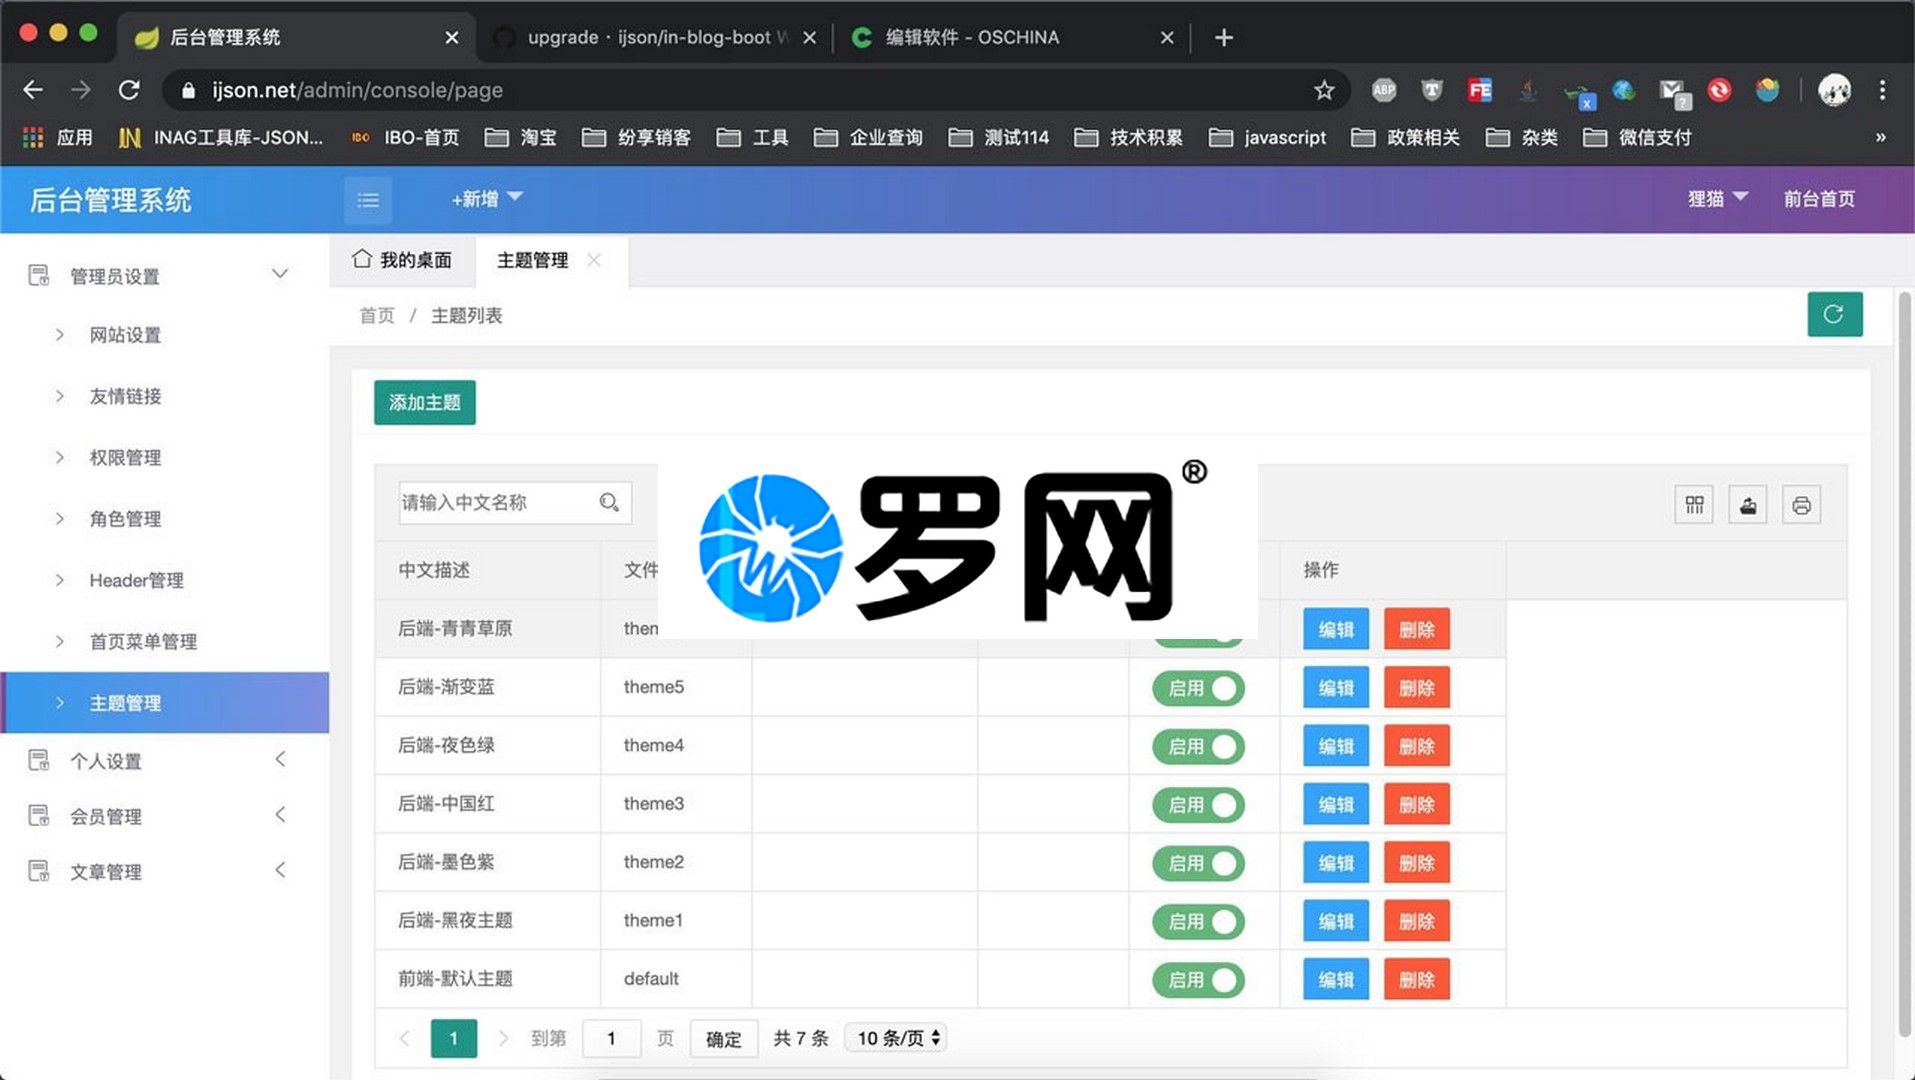 后台管理系统
upgrade · ijson/in-blog-boot W
编辑软件 - OSCHINA
ijson.net/admin/console/page
ABP
FE
应用
INAG工具库-JSON...
IBO IBO-首页
淘宝
纷享销客
工具
企业查询
测试114
技术积累
javascript
政策相关
杂类
微信支付
»
后台管理系统
+新增
狸猫
前台首页
管理员设置
网站设置
友情链接
权限管理
角色管理
Header管理
首页菜单管理
主题管理
个人设置
会员管理
文章管理
我的桌面
主题管理
首页 / 主题列表
添加主题
请输入中文名称
罗网®
中文描述 文件 操作
后端-青青草原 them 编辑 删除
后端-渐变蓝 theme5 启用 编辑 删除
后端-夜色绿 theme4 启用 编辑 删除
后端-中国红 theme3 启用 编辑 删除
后端-墨色紫 theme2 启用 编辑 删除
后端-黑夜主题 theme1 启用 编辑 删除
前端-默认主题 default 启用 编辑 删除
1 到第 1 页 确定 共 7 条 10 条/页